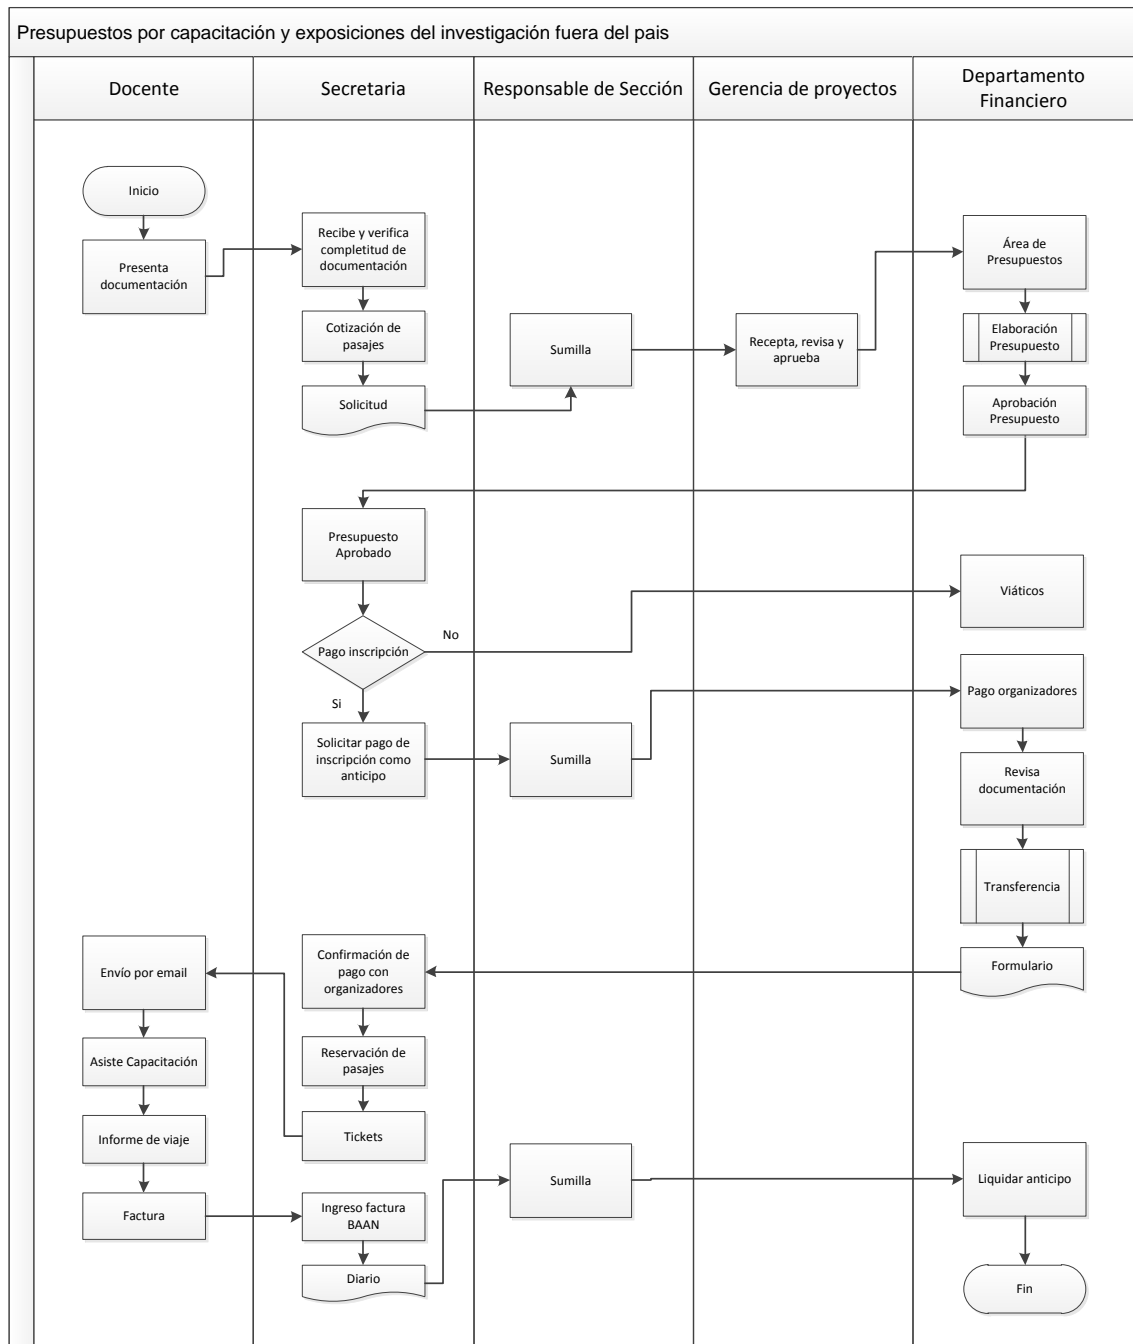 Presupuestos por capacitación y exposiciones del investigación fuera del pais
Docente
Secretaria
Responsable de Sección
Gerencia de proyectos
Departamento
Financiero
Inicio
Presenta
documentación
Recibe y verifica
completitud de
documentación
Cotización de
pasajes
Solicitud
Sumilla
Recepta, revisa y
aprueba
Área de
Presupuestos
Elaboración
Presupuesto
Aprobación
Presupuesto
Presupuesto
Aprobado
Pago inscripción
No
Viáticos
Si
Solicitar pago de
inscripción como
anticipo
Sumilla
Pago organizadores
Revisa
documentación
Transferencia
Formulario
Confirmación de
pago con
organizadores
Reservación de
pasajes
Tickets
Envío por email
Asiste Capacitación
Informe de viaje
Factura
Ingreso factura
BAAN
Diario
Sumilla
Liquidar anticipo
Fin